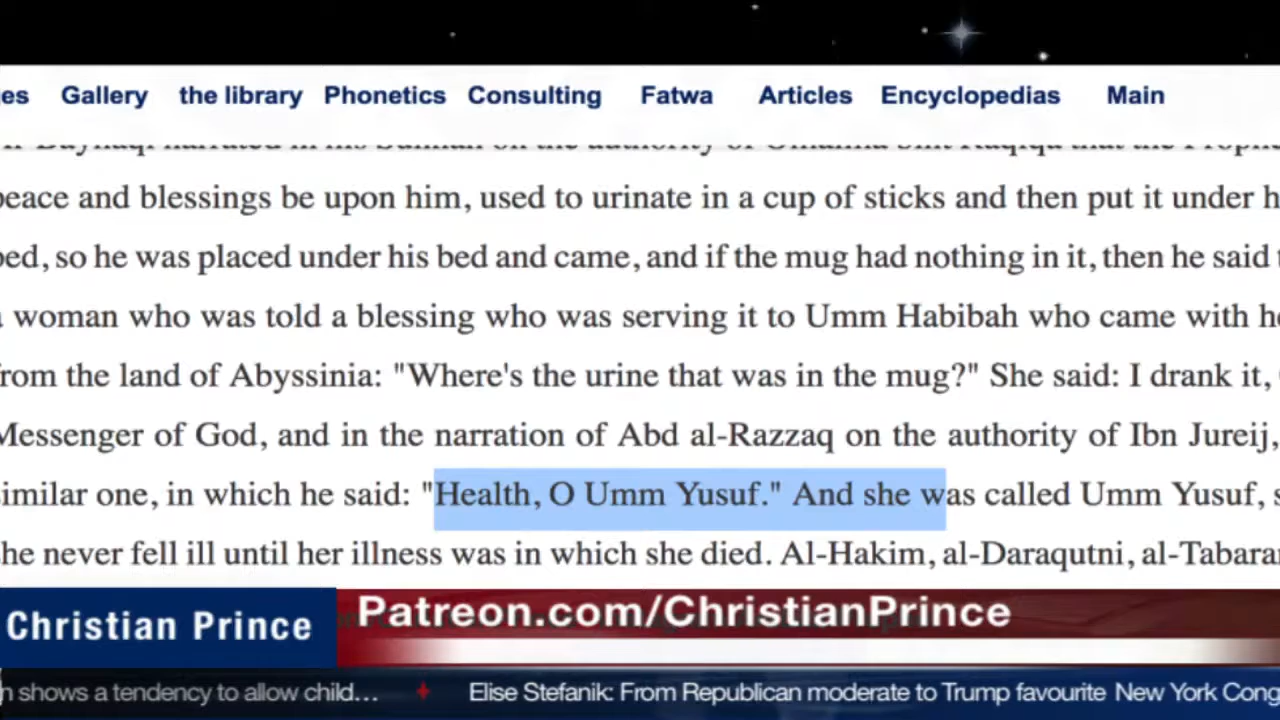 es Gallery the library Phonetics Consulting Fatwa Articles Encyclopedias Main
peace and blessings be upon him, used to urinate in a cup of sticks and then put it under h
bed, so he was placed under his bed and came, and if the mug had nothing in it, then he said t
a woman who was told a blessing who was serving it to Umm Habibah who came with he
from the land of Abyssinia: "Where's the urine that was in the mug?" She said: I drank it,
Messenger of God, and in the narration of Abd al-Razzaq on the authority of Ibn Jureij,
similar one, in which he said: "Health, O Umm Yusuf." And she was called Umm Yusuf, s
she never fell ill until her illness was in which she died. Al-Hakim, al-Daraqutni, al-Tabara
Christian Prince
Patreon.com/ChristianPrince
n shows a tendency to allow child... Elise Stefanik: From Republican moderate to Trump favourite New York Cong